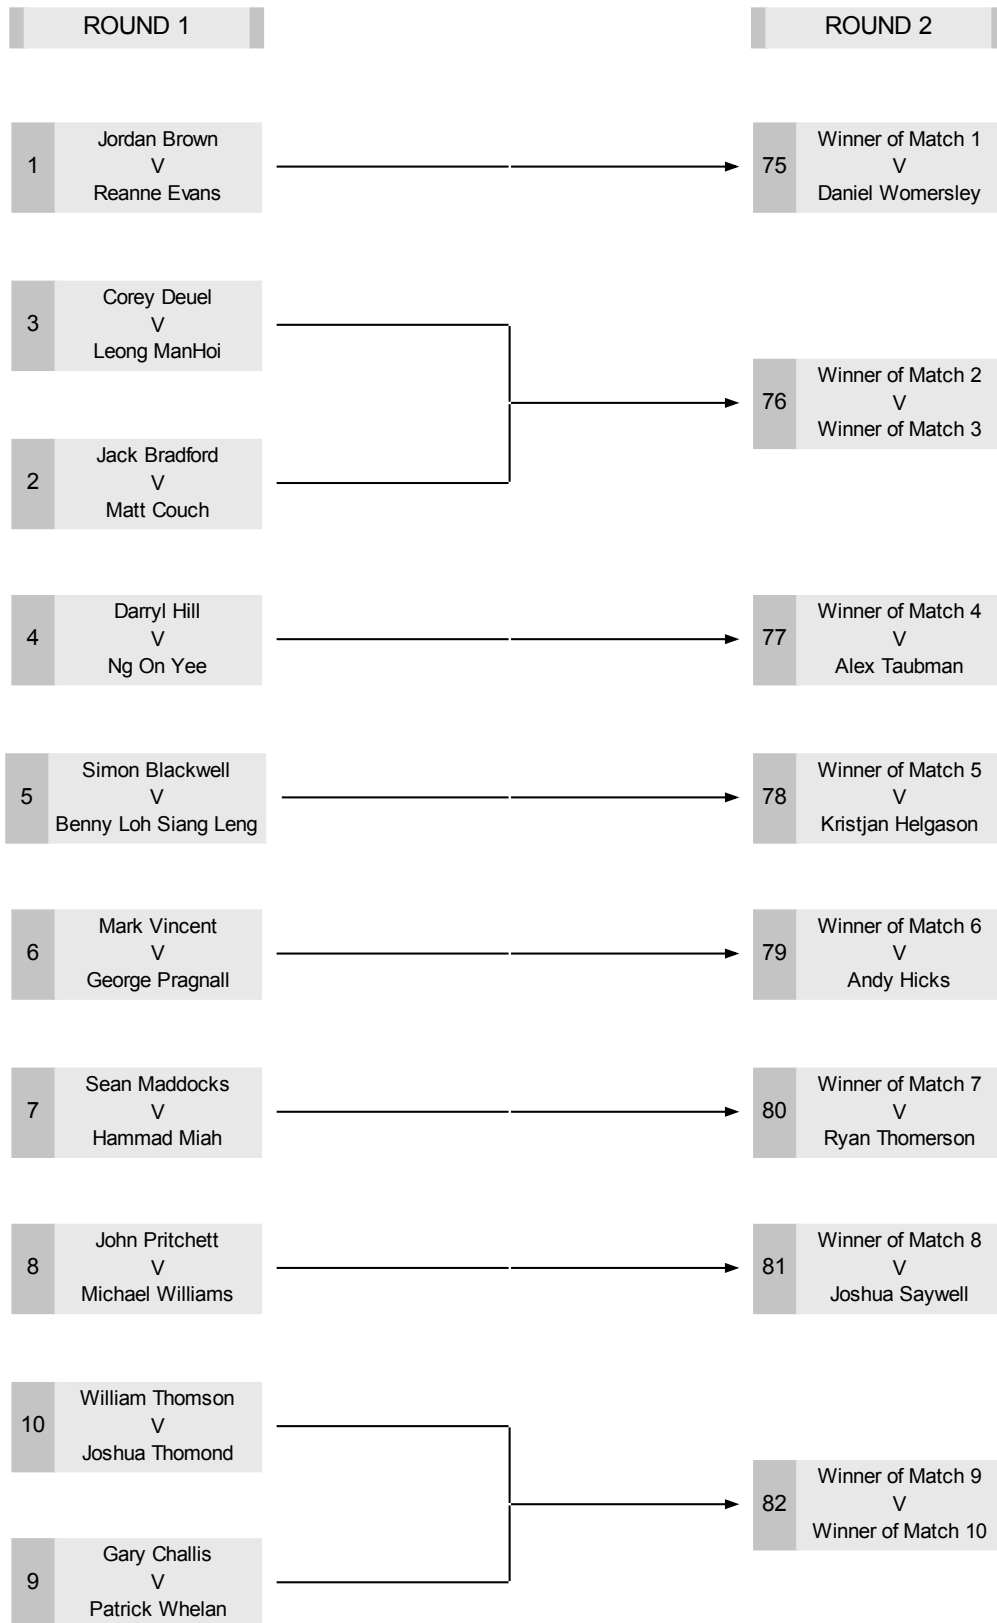 ROUND 1
ROUND 2
1
Jordan Brown
V
Reanne Evans
75
Winner of Match 1
V
Daniel Womersley
3
Corey Deuel
V
Leong ManHoi
76
Winner of Match 2
V
Winner of Match 3
2
Jack Bradford
V
Matt Couch
4
Darryl Hill
V
Ng On Yee
77
Winner of Match 4
V
Alex Taubman
5
Simon Blackwell
V
Benny Loh Siang Leng
78
Winner of Match 5
V
Kristjan Helgason
6
Mark Vincent
V
George Pragnall
79
Winner of Match 6
V
Andy Hicks
7
Sean Maddocks
V
Hammad Miah
80
Winner of Match 7
V
Ryan Thomerson
8
John Pritchett
V
Michael Williams
81
Winner of Match 8
V
Joshua Saywell
10
William Thomson
V
Joshua Thomond
82
Winner of Match 9
V
Winner of Match 10
9
Gary Challis
V
Patrick Whelan